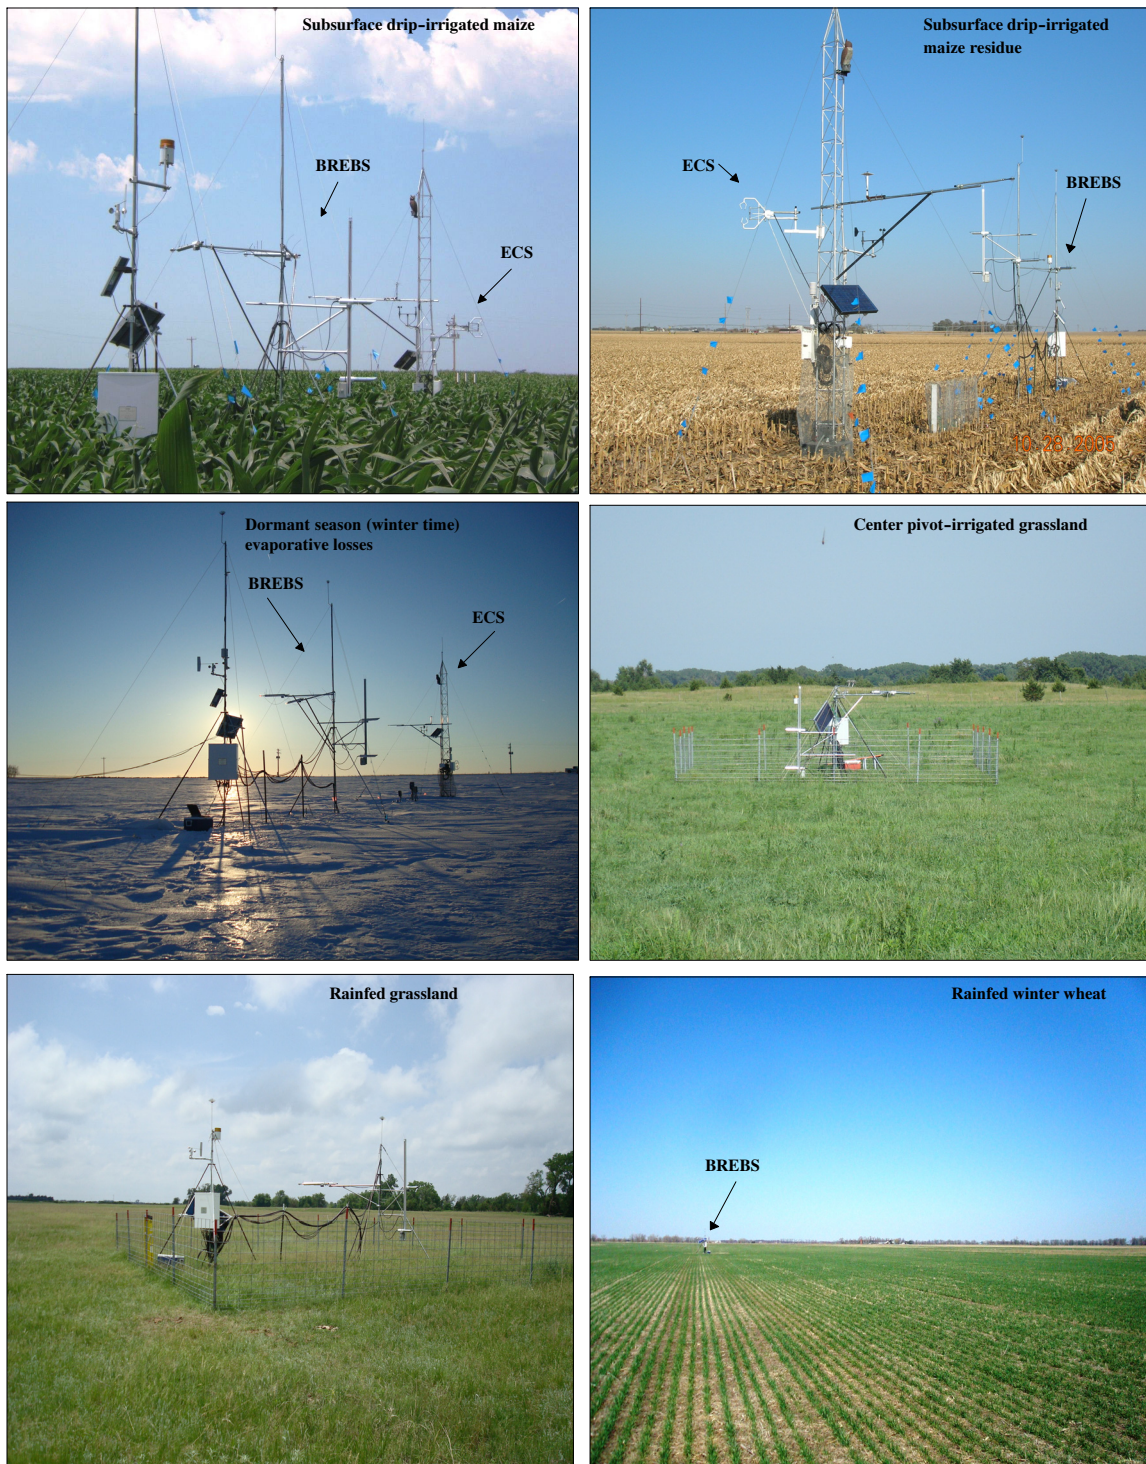 Subsurface drip-irrigated maize
BREBS
ECS
Subsurface drip-irrigated
maize residue
ECS
BREBS
10 28 2005
Dormant season (winter time)
evaporative losses
BREBS
ECS
Center pivot-irrigated grassland
Rainfed grassland
Rainfed winter wheat
BREBS